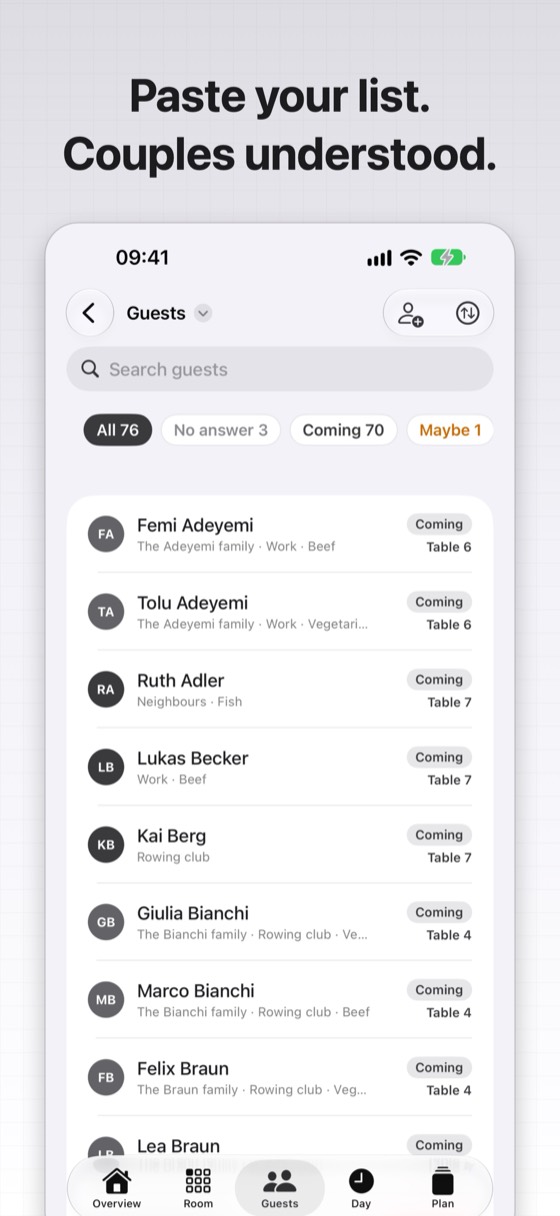 Paste your list.
Couples understood.
09:41
Guests
Search guests
All 76
No answer 3
Coming 70
Maybe 1
FA
Femi Adeyemi
Coming
The Adeyemi family · Work · Beef
Table 6
TA
Tolu Adeyemi
Coming
The Adeyemi family · Work · Vegetari...
Table 6
RA
Ruth Adler
Coming
Neighbours · Fish
Table 7
LB
Lukas Becker
Coming
Work · Beef
Table 7
KB
Kai Berg
Coming
Rowing club
Table 7
GB
Giulia Bianchi
Coming
The Bianchi family · Rowing club · Ve...
Table 4
MB
Marco Bianchi
Coming
The Bianchi family · Rowing club · Beef
Table 4
FB
Felix Braun
Coming
The Braun family · Rowing club · Veg...
Table 4
LB
Lea Braun
Coming
Overview
Room
Guests
Day
Plan